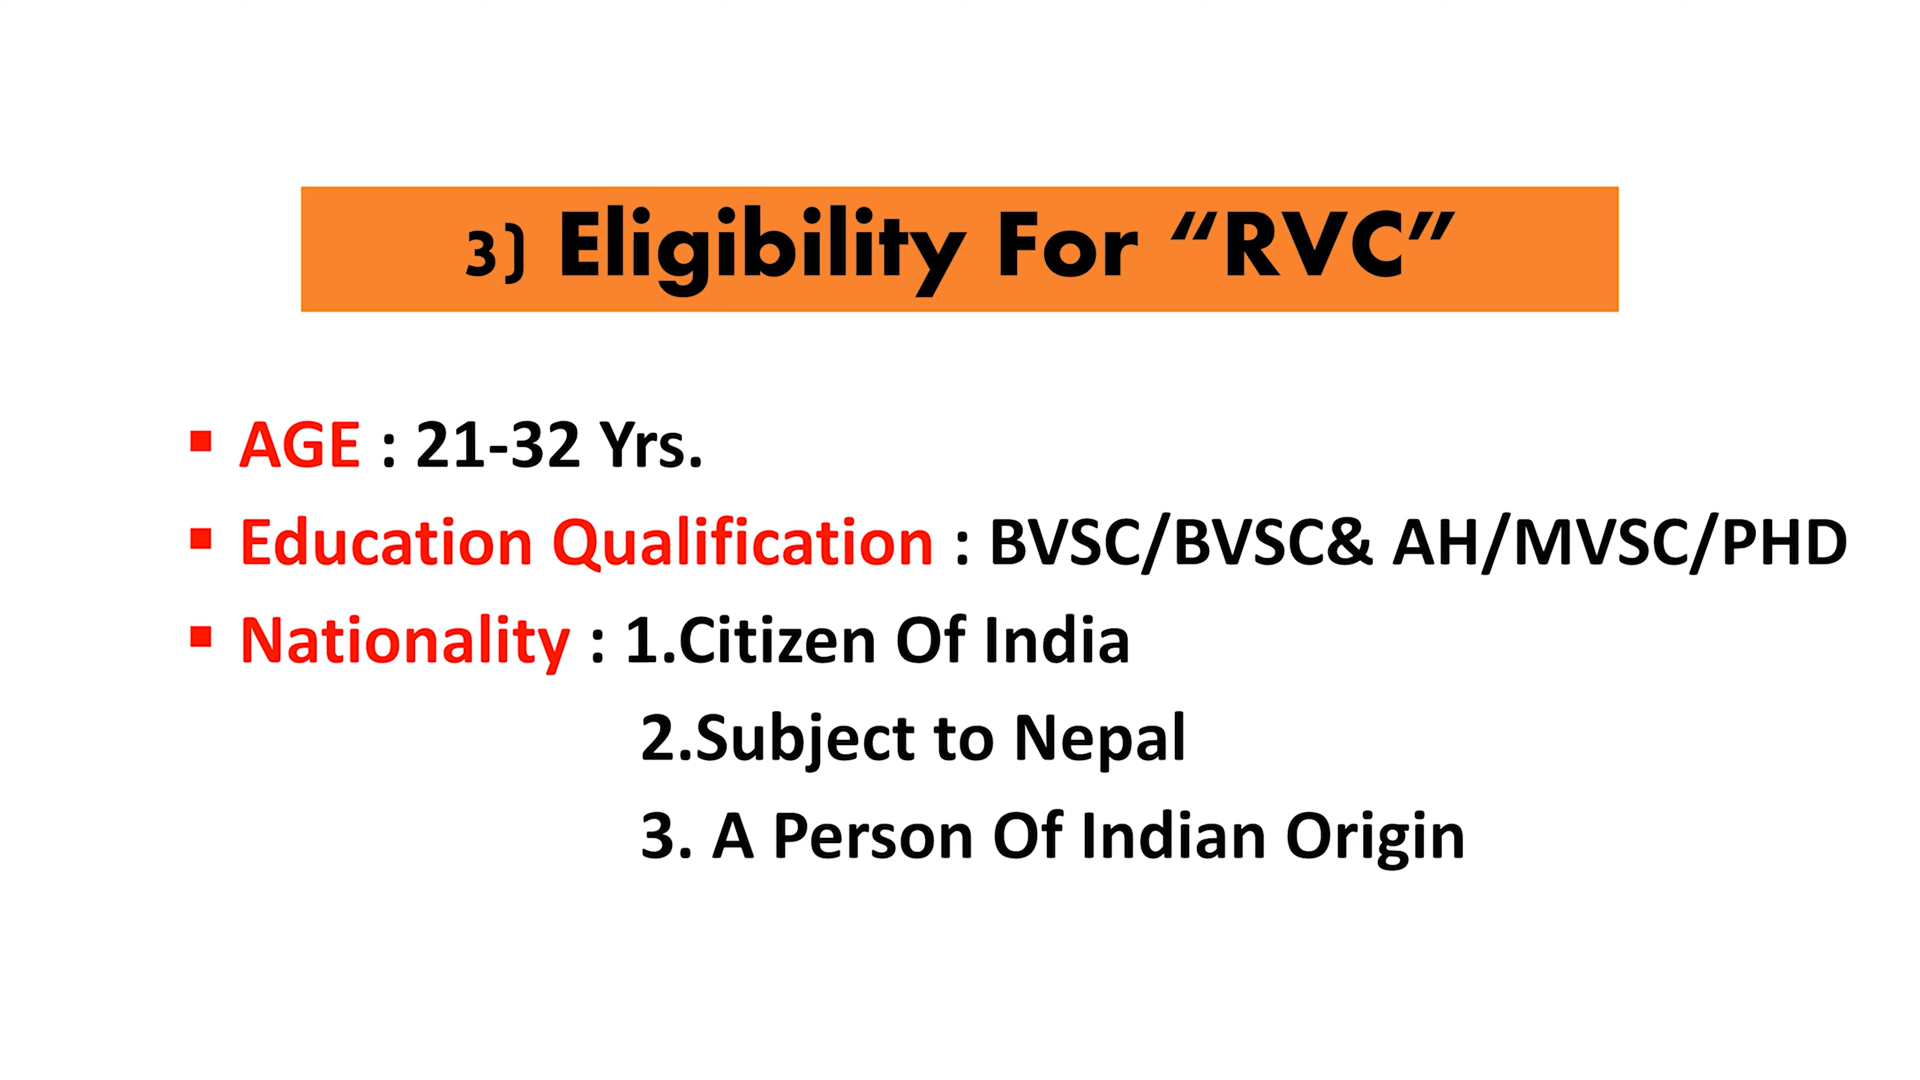 3) Eligibility For “RVC”
AGE : 21-32 Yrs.
Education Qualification : BVSC/BVSC& AH/MVSC/PHD
Nationality : 1.Citizen Of India
2.Subject to Nepal
3. A Person Of Indian Origin